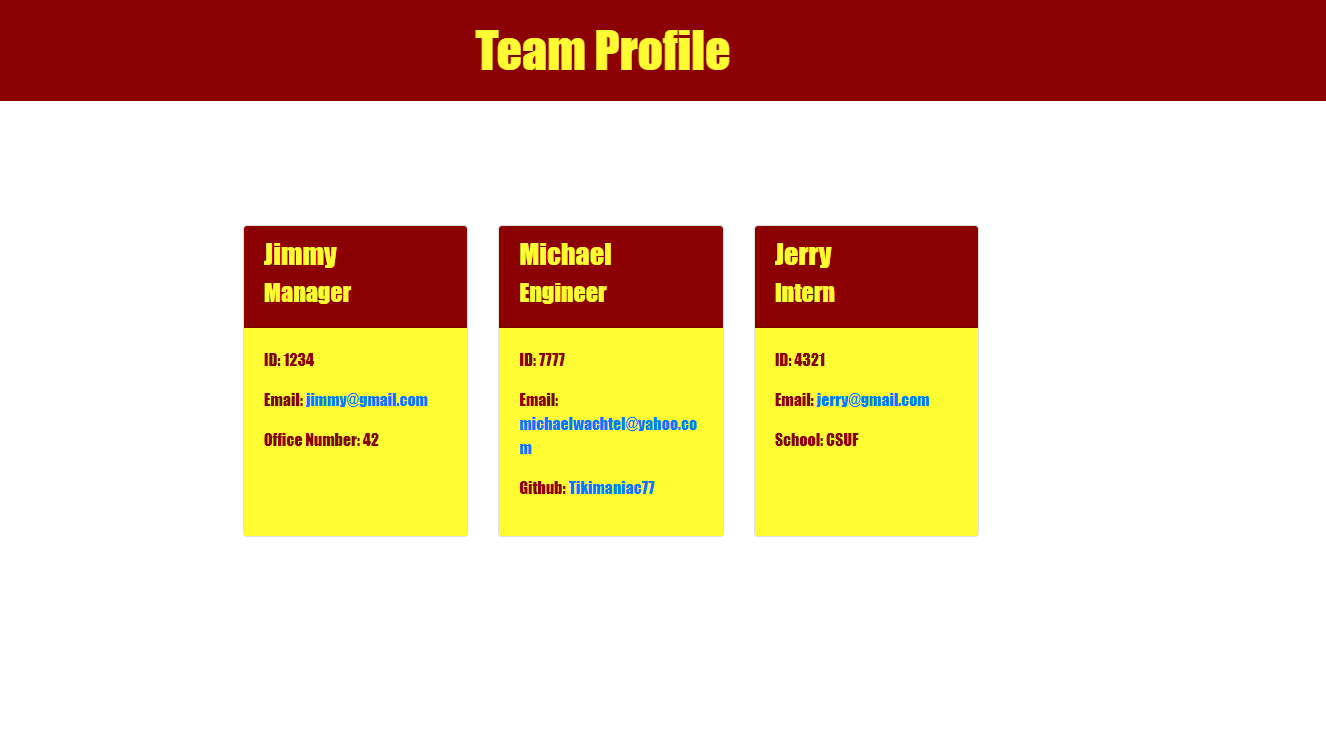 Team Profile
Jimmy
Manager
ID: 1234
Email: jimmy@gmail.com
Office Number: 42
Michael
Engineer
ID: 7777
Email:
michaelwachtel@yahoo.co
m
Github: Tikimaniac77
Jerry
Intern
ID: 4321
Email: jerry@gmail.com
School: CSUF